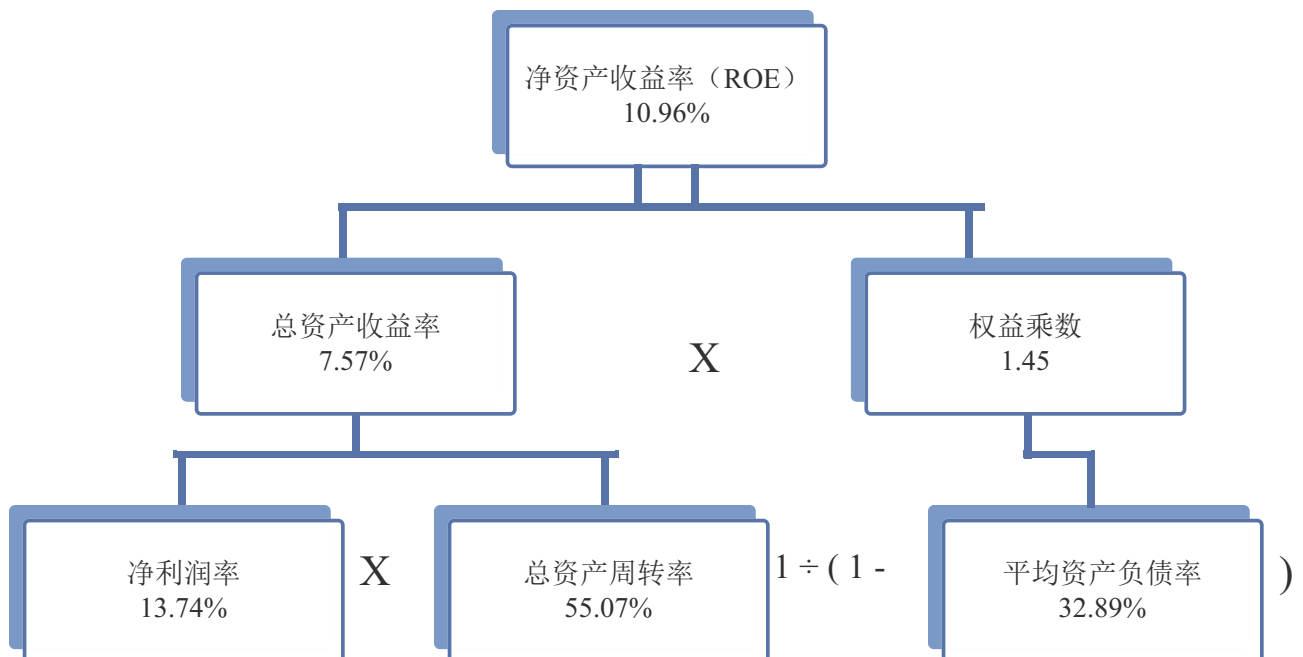 净资产收益率（ROE）
10.96%
总资产收益率
7.57%
X
权益乘数
1.45
净利润率
13.74%
X
总资产周转率
55.07%
1 ÷ ( 1 -
平均资产负债率
32.89%
)